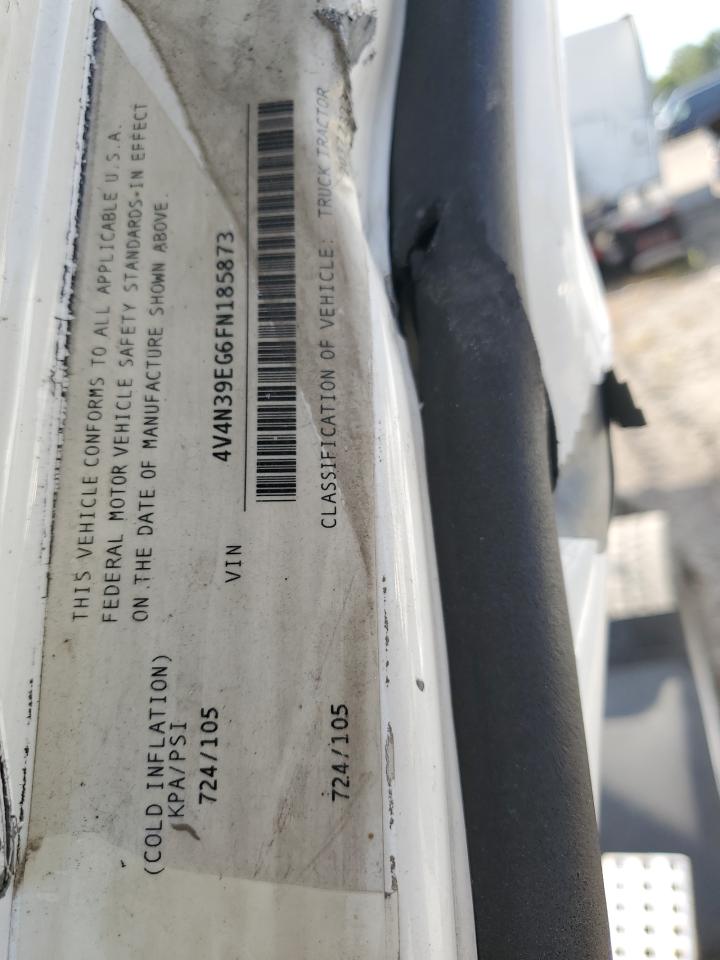 THIS VEHICLE CONFORMS TO ALL APPLICABLE U.S.A.
FEDERAL MOTOR VEHICLE SAFETY STANDARDS IN EFFECT
ON THE DATE OF MANUFACTURE SHOWN ABOVE.
(COLD INFLATION)
KPA/PSI
724/105
VIN 4V4N39EG6FN185873
724/105
CLASSIFICATION OF VEHICLE: TRUCK TRACTOR